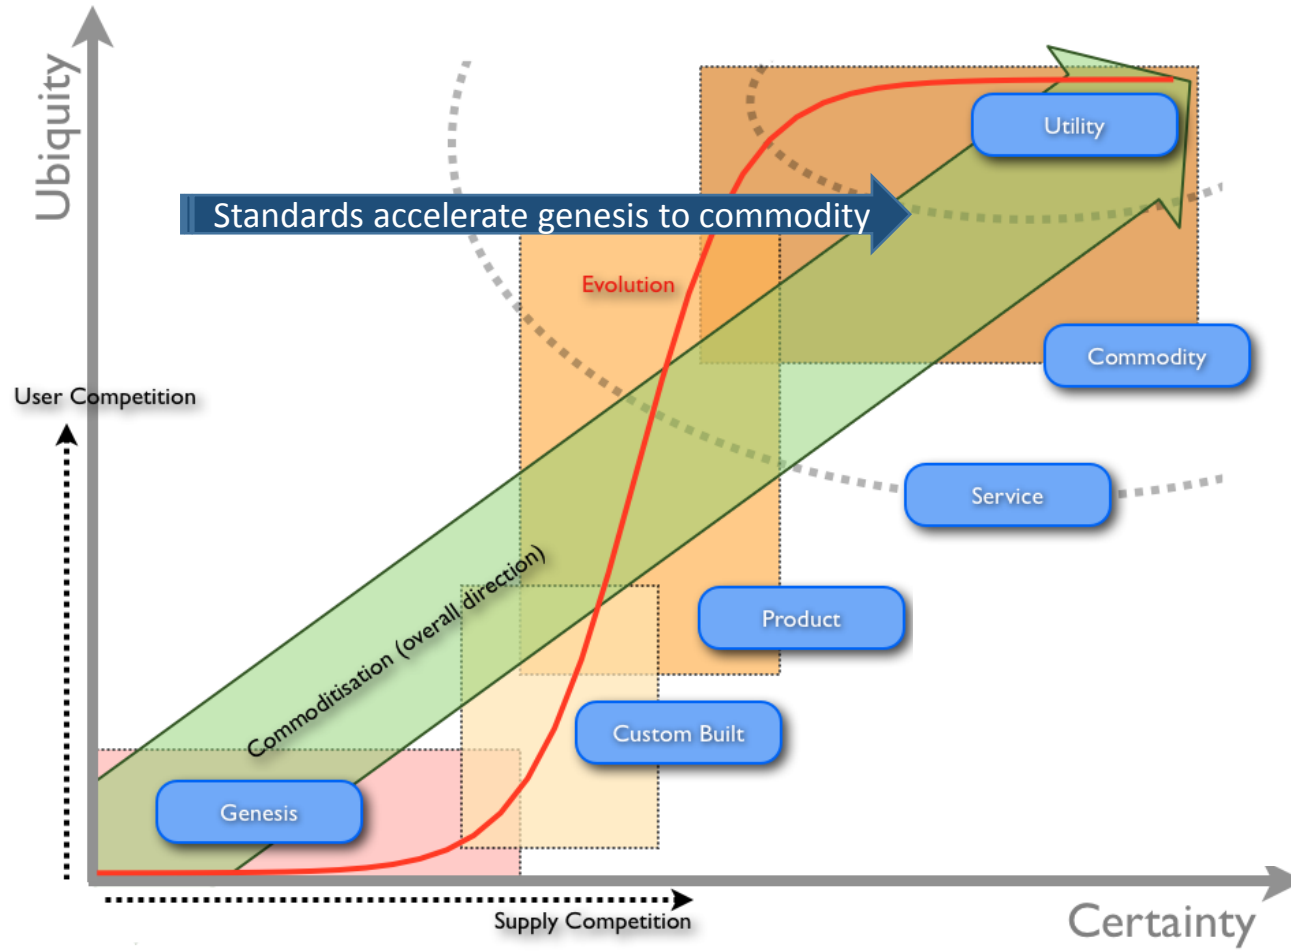 Ubiquity
Utility
Standards accelerate genesis to commodity
Evolution
Commodity
User Competition
Service
Commoditisation (overall direction)
Product
Custom Built
Genesis
Supply Competition
Certainty